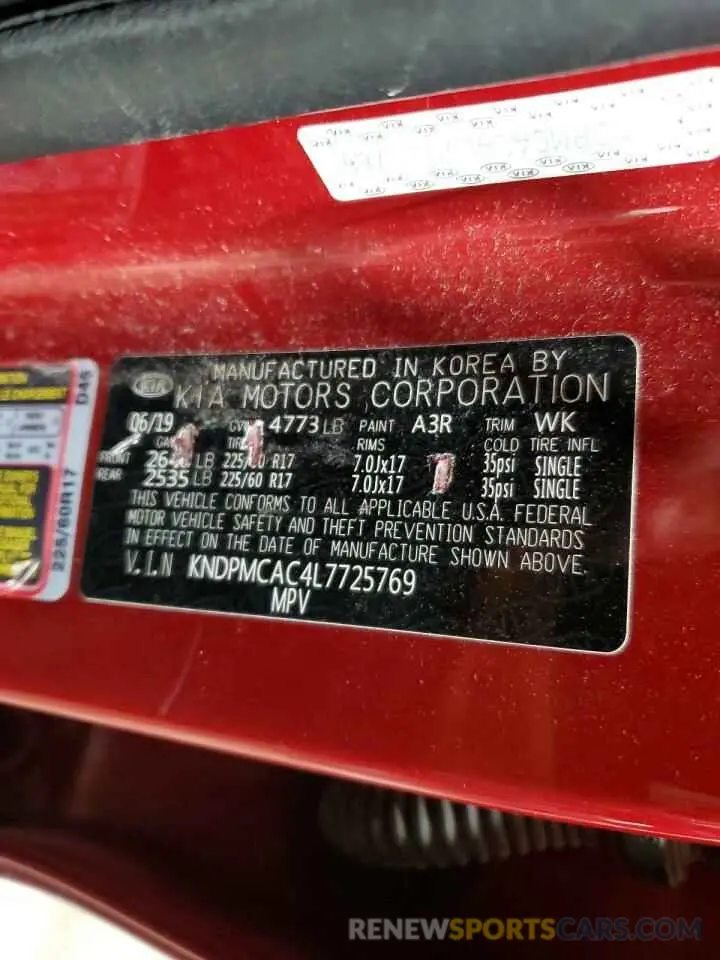 MANUFACTURED IN KOREA BY
KIA KIA MOTORS CORPORATION
06/19 4773 LB PAINT A3R TRIM WK
RIMS COLD TIRE INFL
FRONT LB 225/60 R17 7.0Jx17 35psi SINGLE
REAR 2535 LB 225/60 R17 7.0Jx17 35psi SINGLE
THIS VEHICLE CONFORMS TO ALL APPLICABLE U.S.A. FEDERAL
MOTOR VEHICLE SAFETY AND THEFT PREVENTION STANDARDS
IN EFFECT ON THE DATE OF MANUFACTURE SHOWN ABOVE.
V.I.N KNDPMCAC4L7725769
MPV
D45
225/60R17
RENEWSPORTSCARS.COM